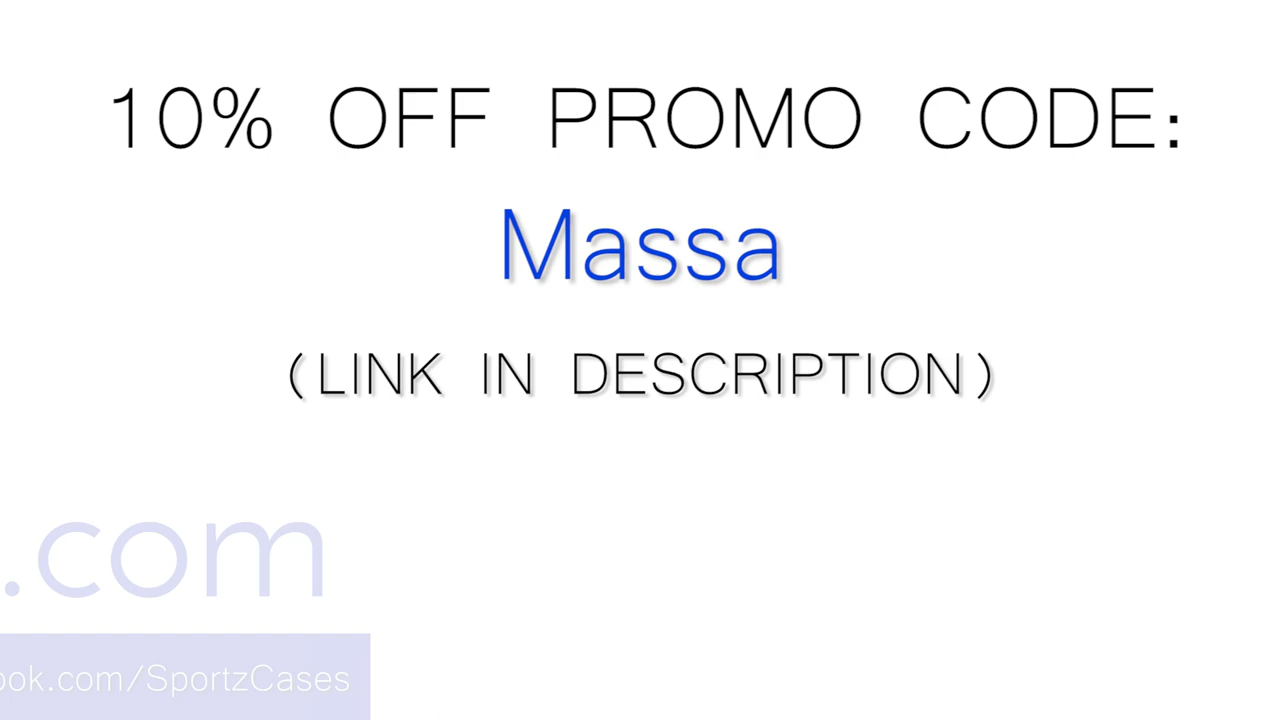 10% OFF PROMO CODE:
Massa
(LINK IN DESCRIPTION)
.com
ook.com/SportzCases